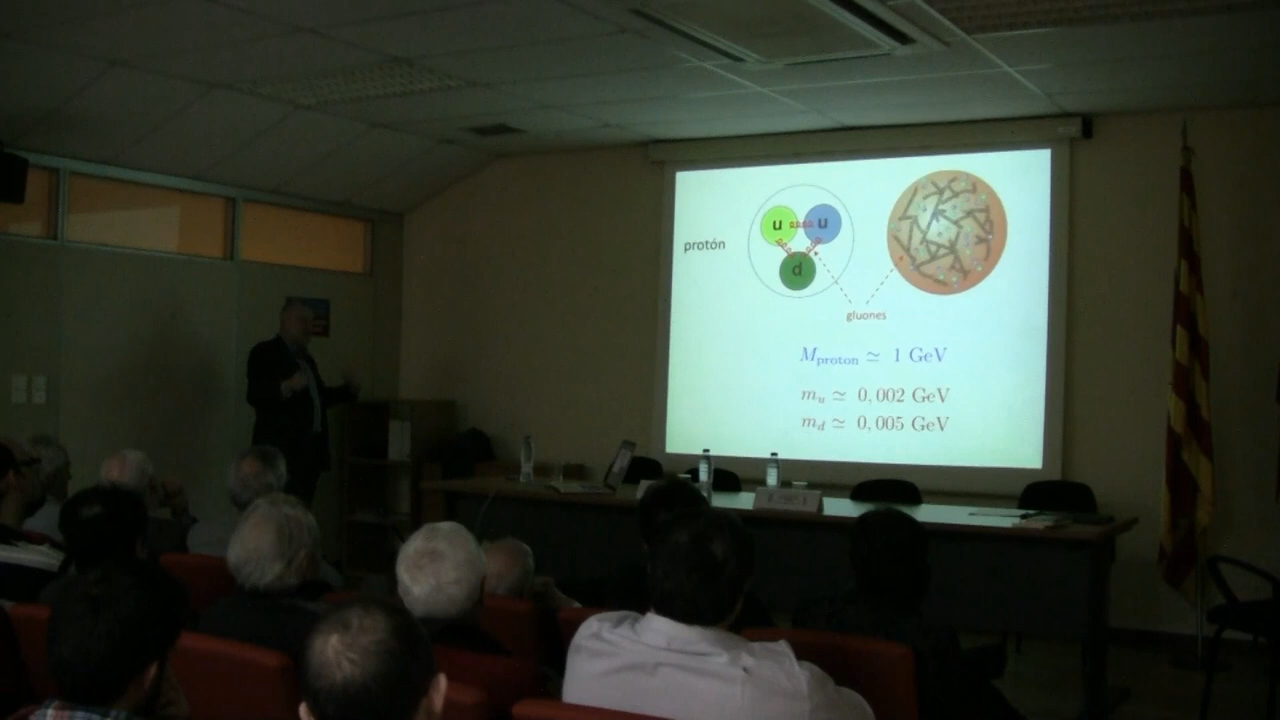 protón
u
u
d
gluones
M_proton ≃ 1 GeV
m_u ≃ 0,002 GeV
m_d ≃ 0,005 GeV